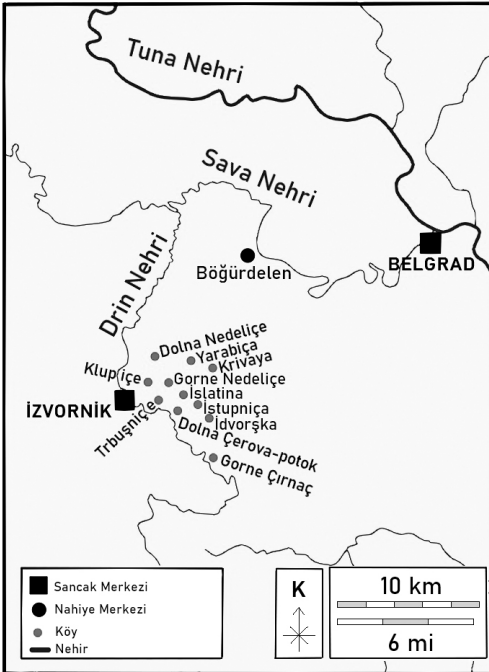 Tuna Nehri
Sava Nehri
BELGRAD
Böğürdelen
Drin Nehri
Dolna Nedeliçe
Yarabiça
Krivaya
Klupiçe
Gorne Nedeliçe
İslatina
İZVORNİK
İstupniça
Trbuşniçe
İdvorşka
Dolna Çerova-potok
Gorne Çırnaç
Sancak Merkezi
Nahiye Merkezi
Köy
Nehir
K
10 km
6 mi